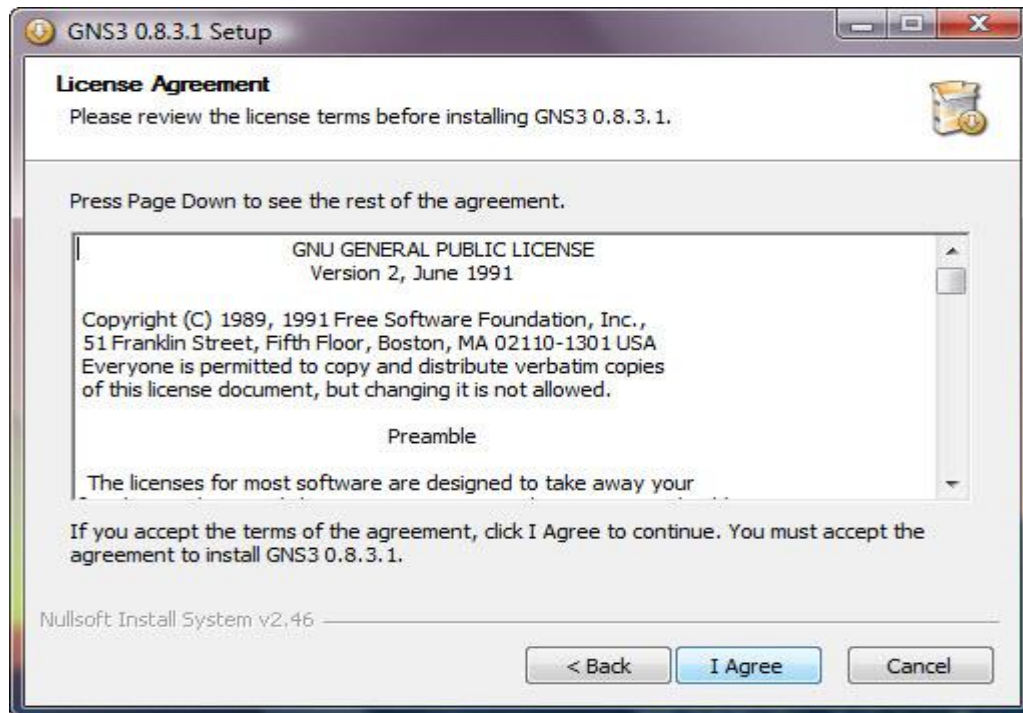 GNS3 0.8.3.1 Setup
License Agreement
Please review the license terms before installing GNS3 0.8.3.1.
Press Page Down to see the rest of the agreement.
GNU GENERAL PUBLIC LICENSE
Version 2, June 1991
Copyright (C) 1989, 1991 Free Software Foundation, Inc.,
51 Franklin Street, Fifth Floor, Boston, MA 02110-1301 USA
Everyone is permitted to copy and distribute verbatim copies
of this license document, but changing it is not allowed.
Preamble
The licenses for most software are designed to take away your
If you accept the terms of the agreement, click I Agree to continue. You must accept the
agreement to install GNS3 0.8.3.1.
Nullsoft Install System v2.46
< Back I Agree Cancel